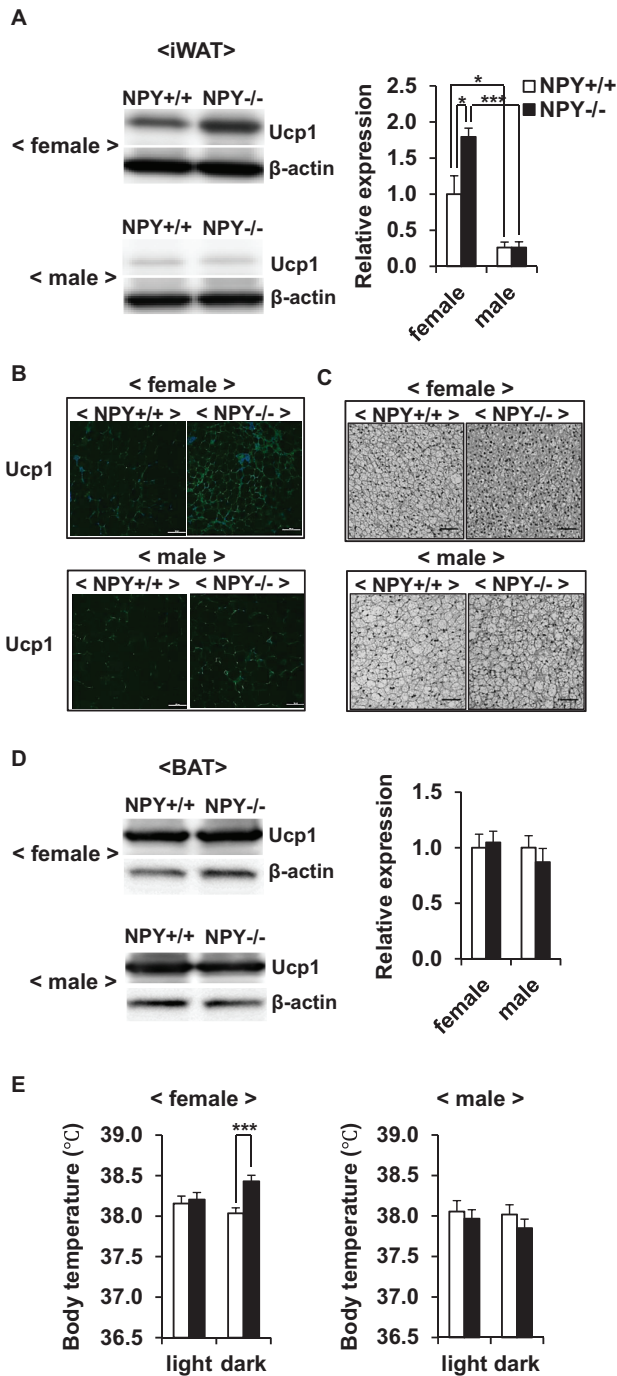 A
<iWAT>
NPY+/+ NPY-/-
< female >
Ucp1
β-actin
NPY+/+ NPY-/-
< male >
Ucp1
β-actin
Relative expression
2.5
2.0
1.5
1.0
0.5
0.0
* * ***
NPY+/+
NPY-/-
female male
B
< female >
< NPY+/+ > < NPY-/- >
Ucp1
< male >
< NPY+/+ > < NPY-/- >
Ucp1
C
< female >
< NPY+/+ > < NPY-/- >
< male >
< NPY+/+ > < NPY-/- >
D
<BAT>
NPY+/+ NPY-/-
< female >
Ucp1
β-actin
NPY+/+ NPY-/-
< male >
Ucp1
β-actin
Relative expression
1.5
1.0
0.5
0.0
female male
E
< female >
Body temperature (°C)
39.0
38.5
38.0
37.5
37.0
36.5
***
light dark
< male >
Body temperature (°C)
39.0
38.5
38.0
37.5
37.0
36.5
light dark